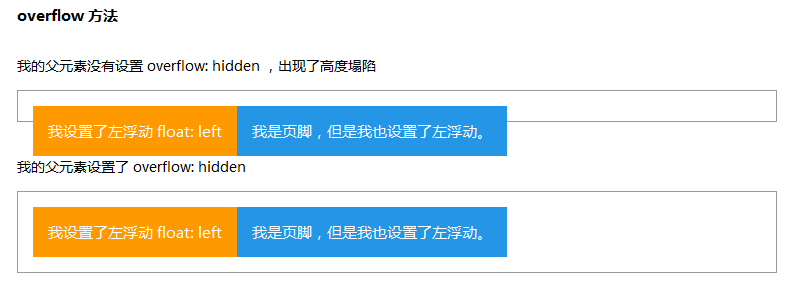 overflow 方法
我的父元素没有设置 overflow: hidden ，出现了高度塌陷
我设置了左浮动 float: left 我是页脚，但是我也设置了左浮动。
我的父元素设置了 overflow: hidden
我设置了左浮动 float: left 我是页脚，但是我也设置了左浮动。